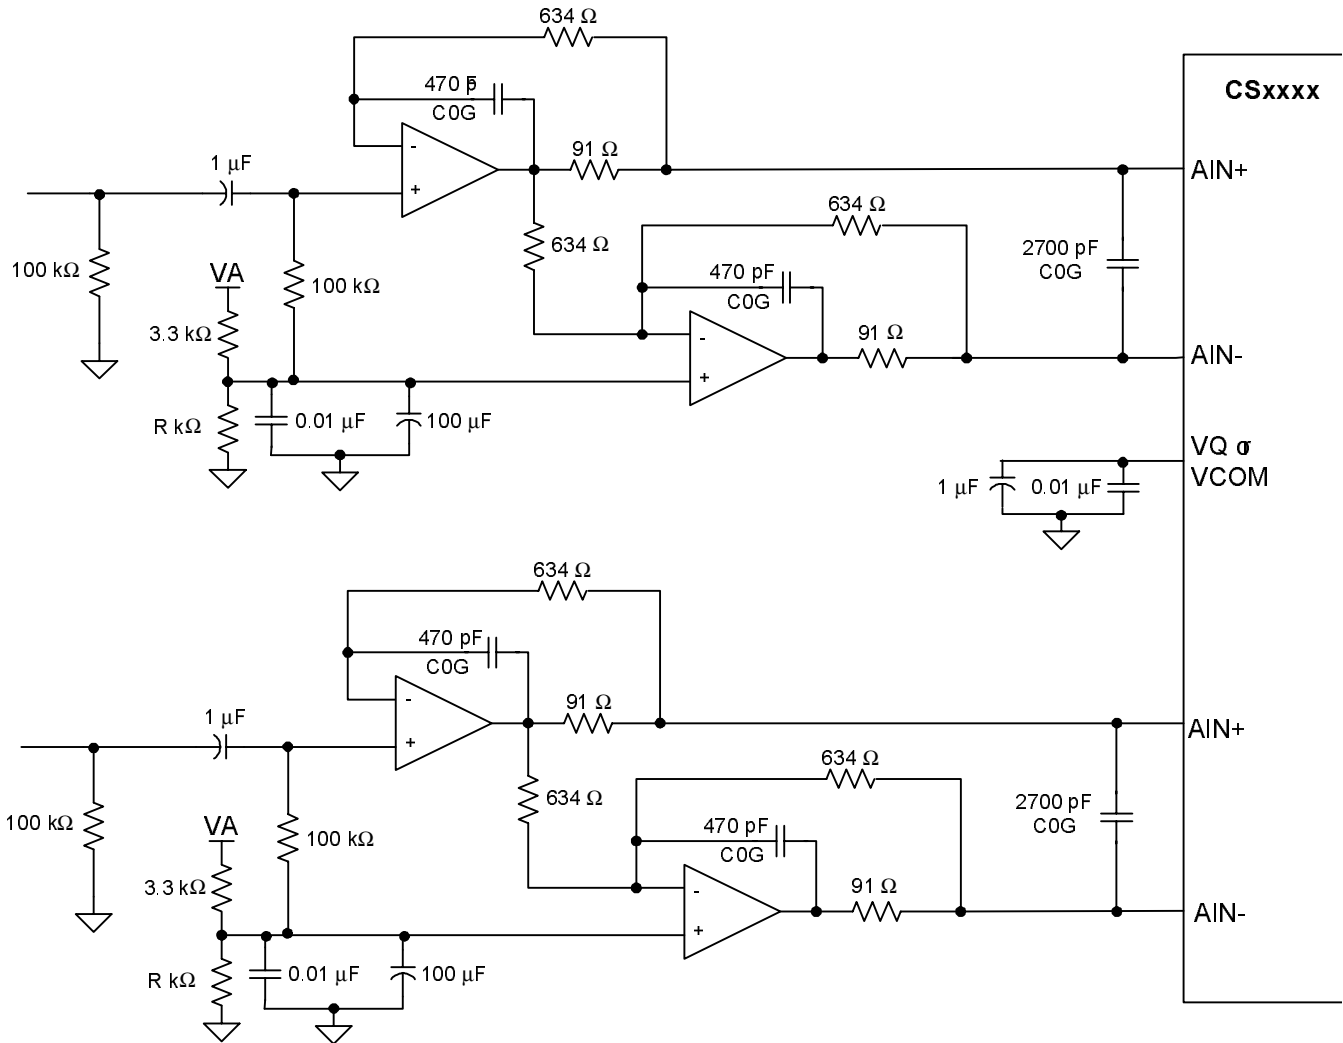 634 Ω
470 pF
C0G
CSxxxx
1 μF
-
+
91 Ω
AIN+
634 Ω
634 Ω
100 kΩ
VA
100 kΩ
470 pF
C0G
2700 pF
C0G
3.3 kΩ
-
+
91 Ω
AIN-
R kΩ
0.01 μF
100 μF
VQ or
VCOM
1 μF
0.01 μF
634 Ω
470 pF
C0G
1 μF
-
+
91 Ω
AIN+
634 Ω
634 Ω
100 kΩ
VA
100 kΩ
470 pF
C0G
2700 pF
C0G
3.3 kΩ
-
+
91 Ω
AIN-
R kΩ
0.01 μF
100 μF